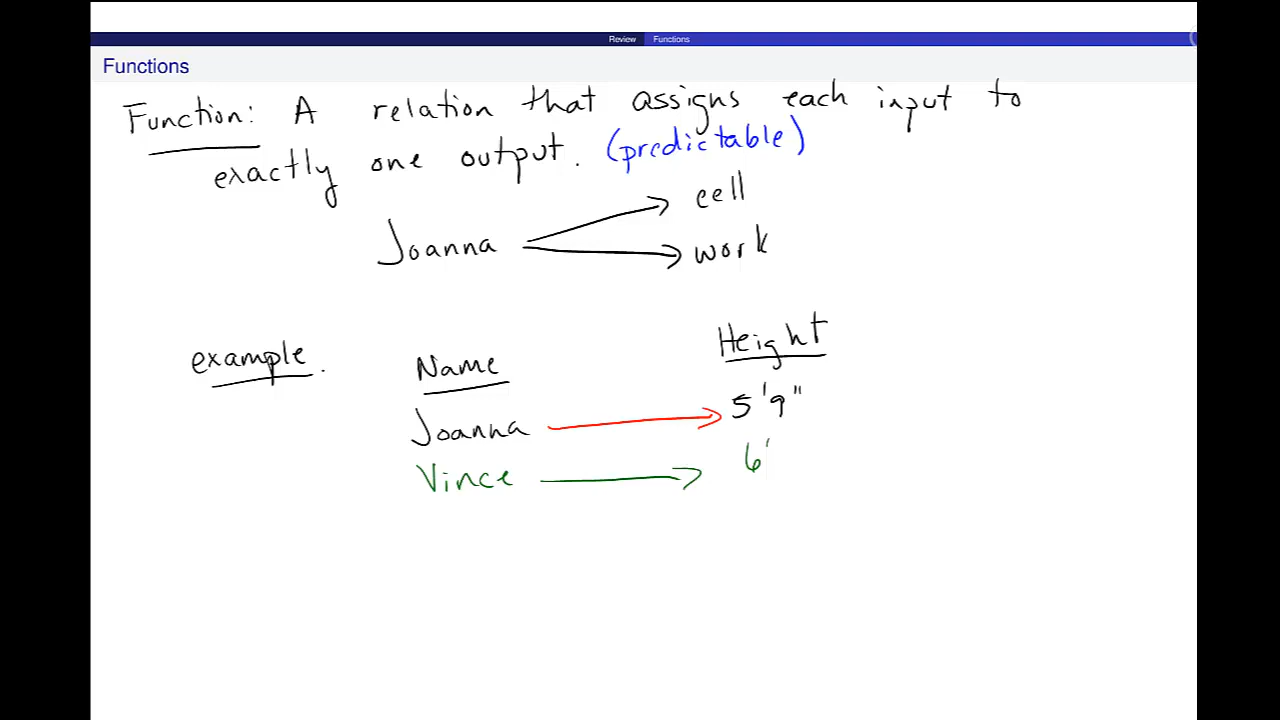 Review Functions
Functions
Function: A relation that assigns each input to
exactly one output. (predictable)
cell
Joanna
work
example.
Name Height
Joanna 5'9"
Vince 6'